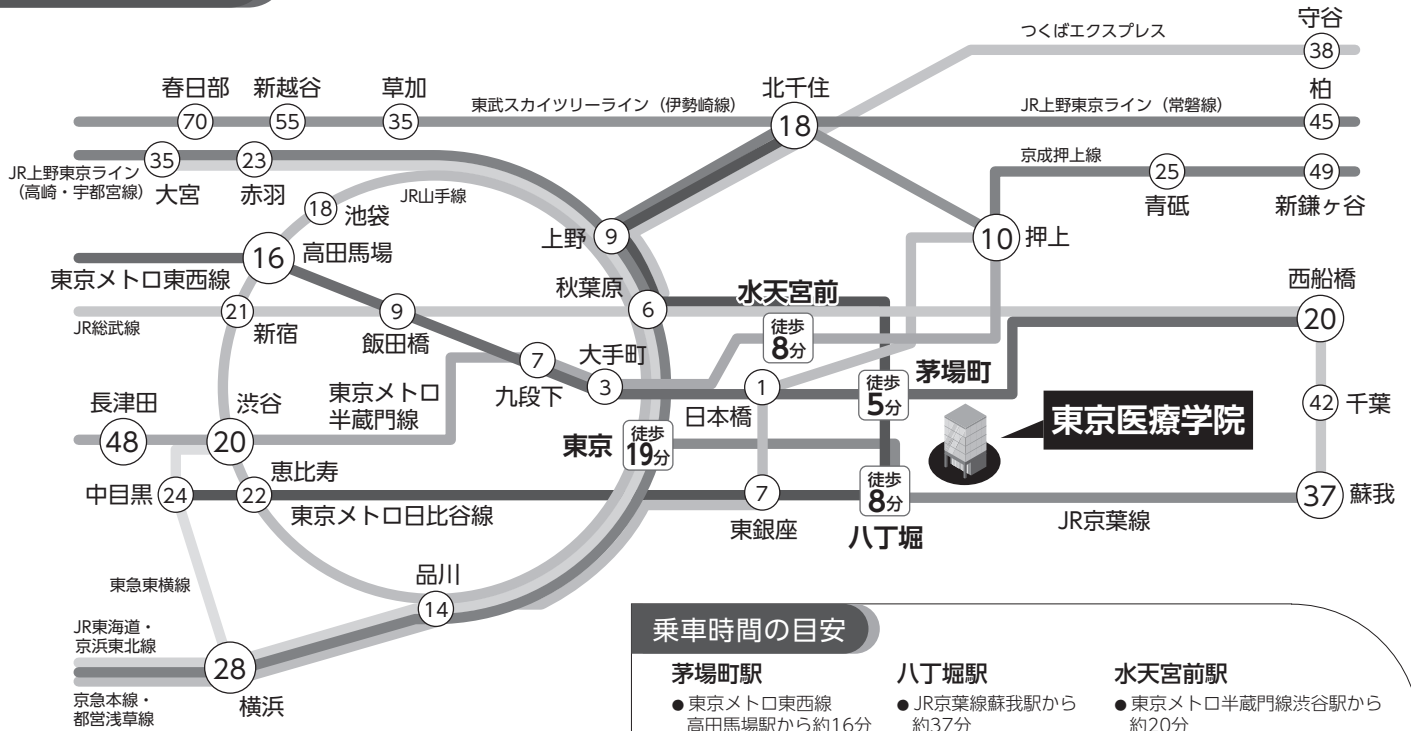 守谷
つくばエクスプレス
38
春日部
新越谷
草加
北千住
柏
東武スカイツリーライン（伊勢崎線）
JR上野東京ライン（常磐線）
70
55
35
18
45
JR上野東京ライン
（高崎・宇都宮線）
35
大宮
23
赤羽
京成押上線
25
青砥
49
新鎌ヶ谷
JR山手線
18
池袋
16
高田馬場
上野
9
10
押上
東京メトロ東西線
秋葉原
6
水天宮前
徒歩
8分
西船橋
20
JR総武線
21
新宿
9
飯田橋
7
九段下
大手町
3
1
日本橋
茅場町
徒歩
5分
東京メトロ
半蔵門線
長津田
48
渋谷
20
42
千葉
東京
徒歩
19分
東京医療学院
恵比寿
中目黒
24
22
東京メトロ日比谷線
7
東銀座
徒歩
8分
八丁堀
JR京葉線
37
蘇我
品川
14
東急東横線
JR東海道・
京浜東北線
28
横浜
京急本線・
都営浅草線
乗車時間の目安
茅場町駅
● 東京メトロ東西線
高田馬場駅から約16分
八丁堀駅
● JR京葉線蘇我駅から
約37分
水天宮前駅
● 東京メトロ半蔵門線渋谷駅から
約20分